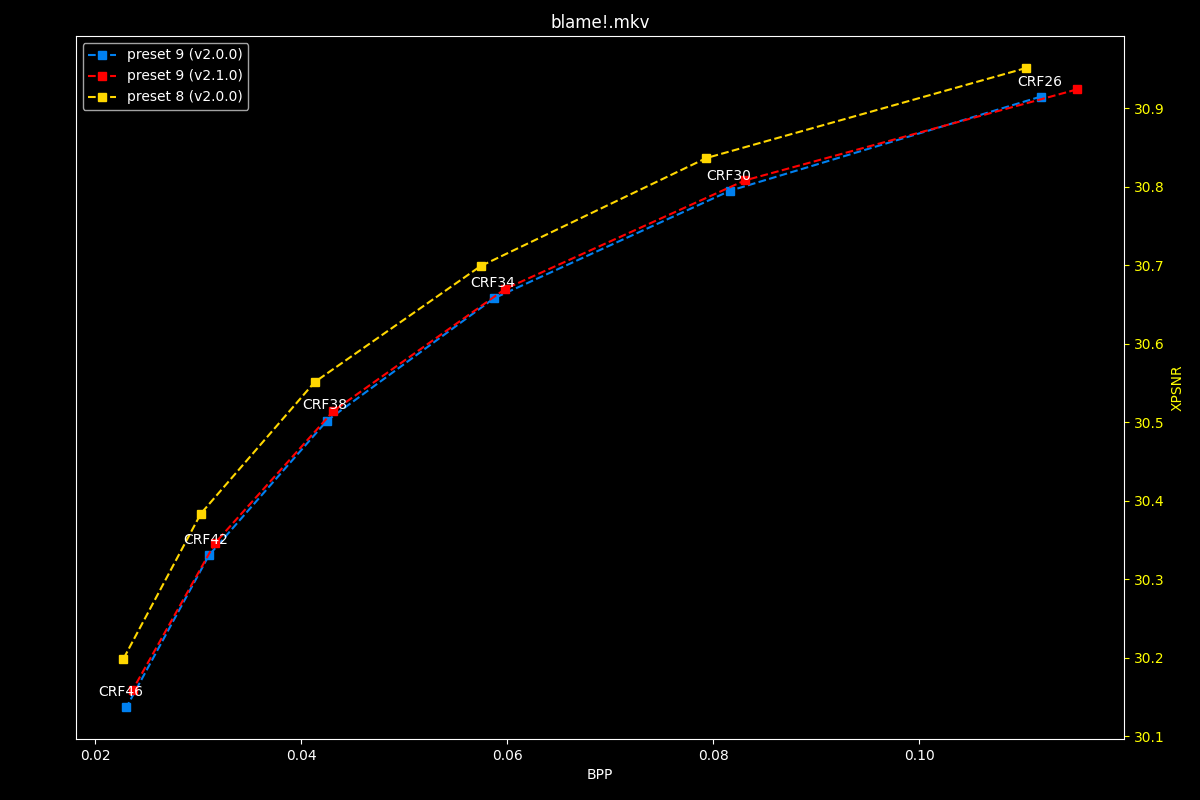 blame!.mkv
preset 9 (v2.0.0)
preset 9 (v2.1.0)
preset 8 (v2.0.0)
CRF26
CRF30
CRF34
CRF38
CRF42
CRF46
30.9
30.8
30.7
30.6
30.5
30.4
30.3
30.2
30.1
XPSNR
0.02 0.04 0.06 0.08 0.10
BPP